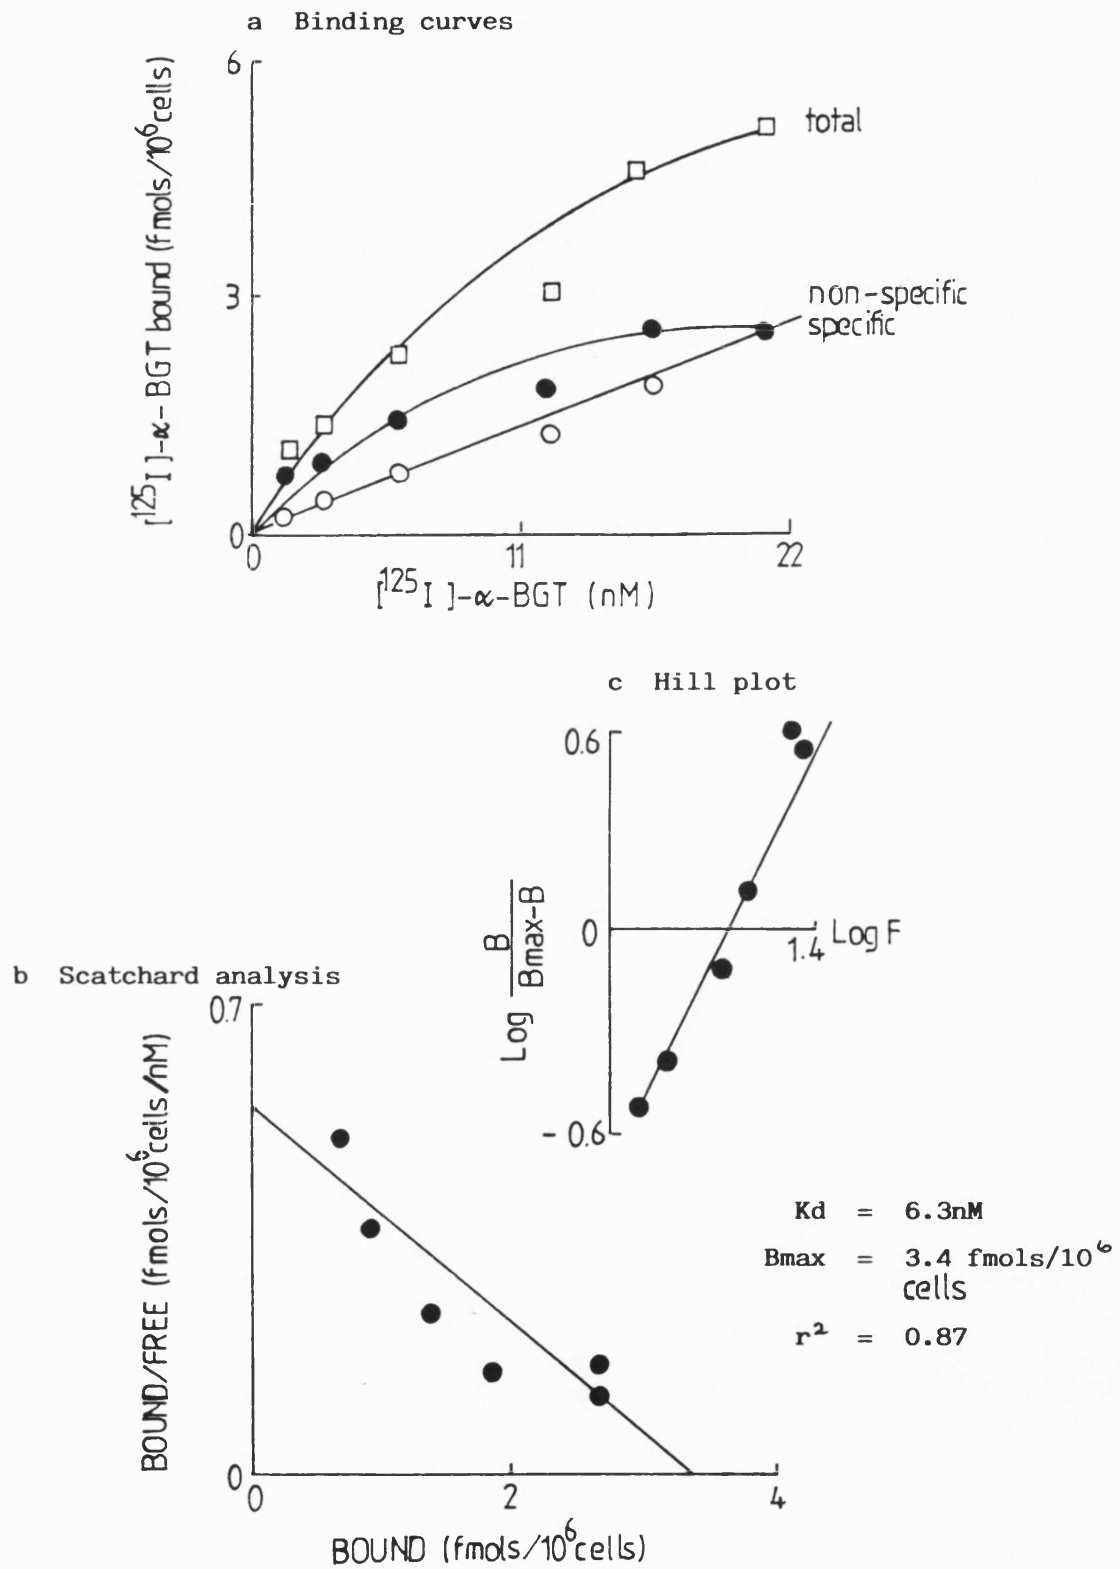 a Binding curves
[¹²⁵I]-α-BGT bound (fmols/10⁶cells)
6
3
0
total
non-specific
specific
0
11
22
[¹²⁵I]-α-BGT (nM)
c Hill plot
0.6
0
- 0.6
Log B
Bmax-B
1.4
Log F
b Scatchard analysis
0.7
0
BOUND/FREE (fmols/10⁶cells/nM)
0
2
4
BOUND (fmols/10⁶cells)
Kd = 6.3nM
Bmax = 3.4 fmols/10⁶
cells
r² = 0.87